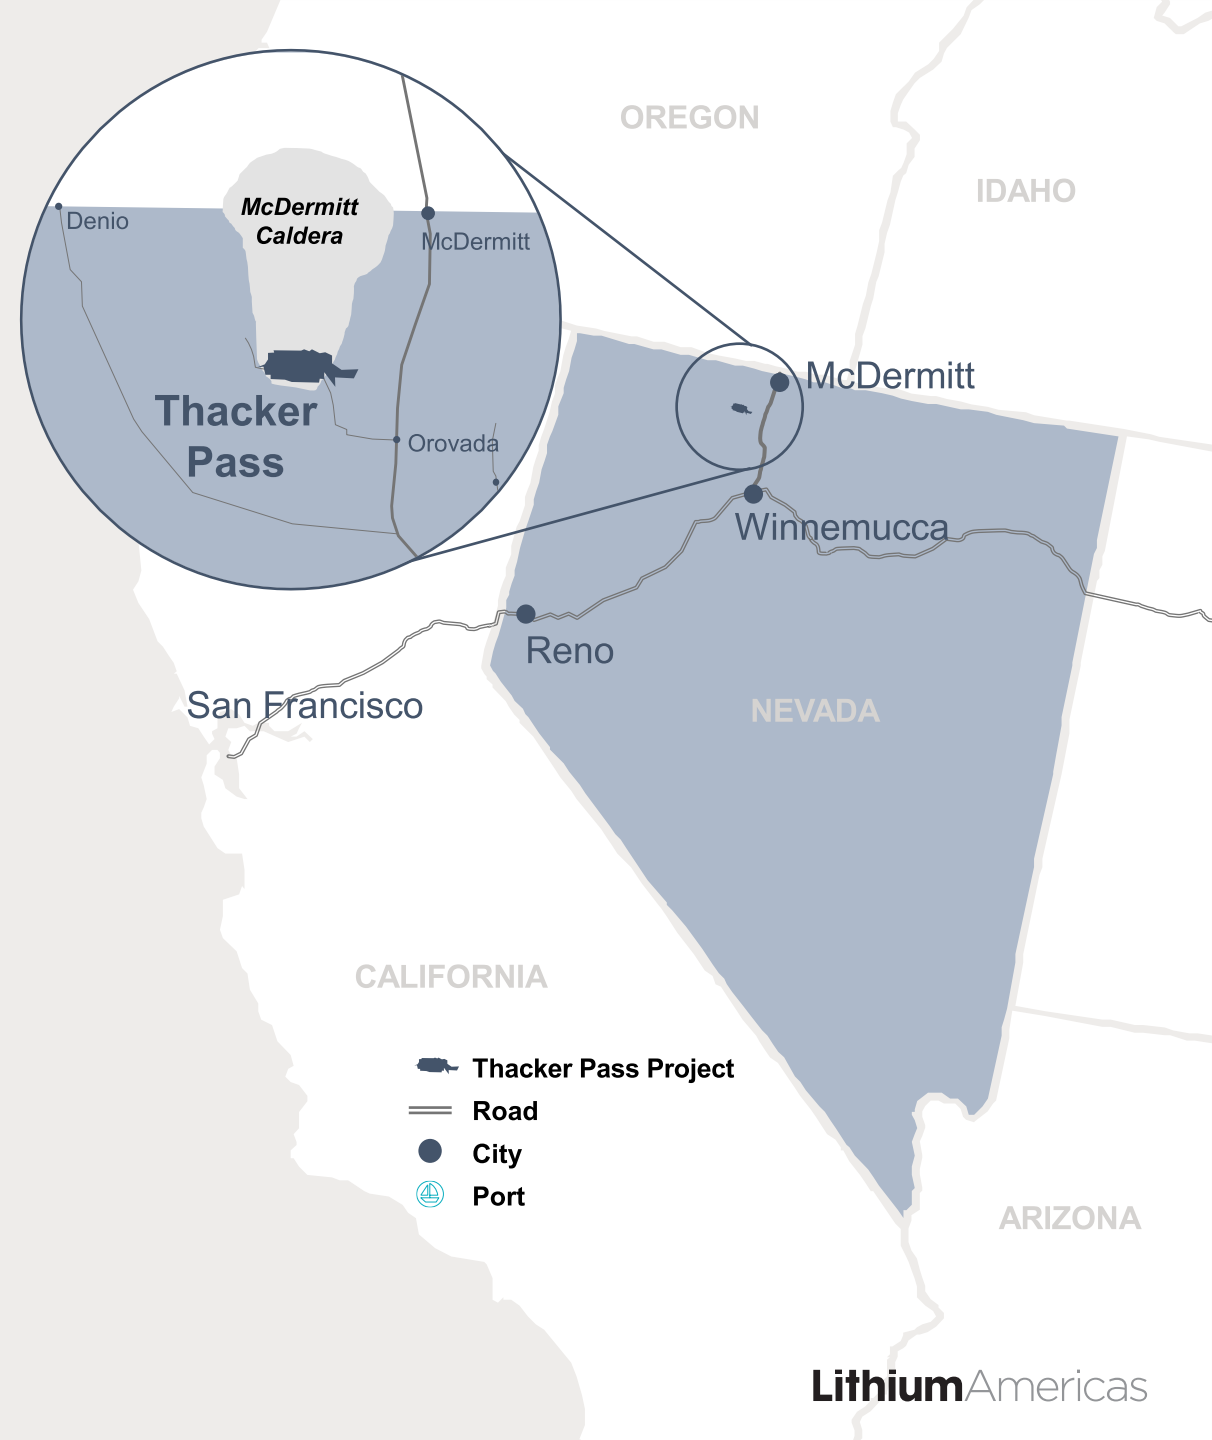 OREGON
IDAHO
McDermitt
Caldera
Denio
McDermitt
Thacker
Pass
Orovada
McDermitt
Winnemucca
Reno
San Francisco
NEVADA
CALIFORNIA
Thacker Pass Project
Road
City
Port
ARIZONA
LithiumAmericas